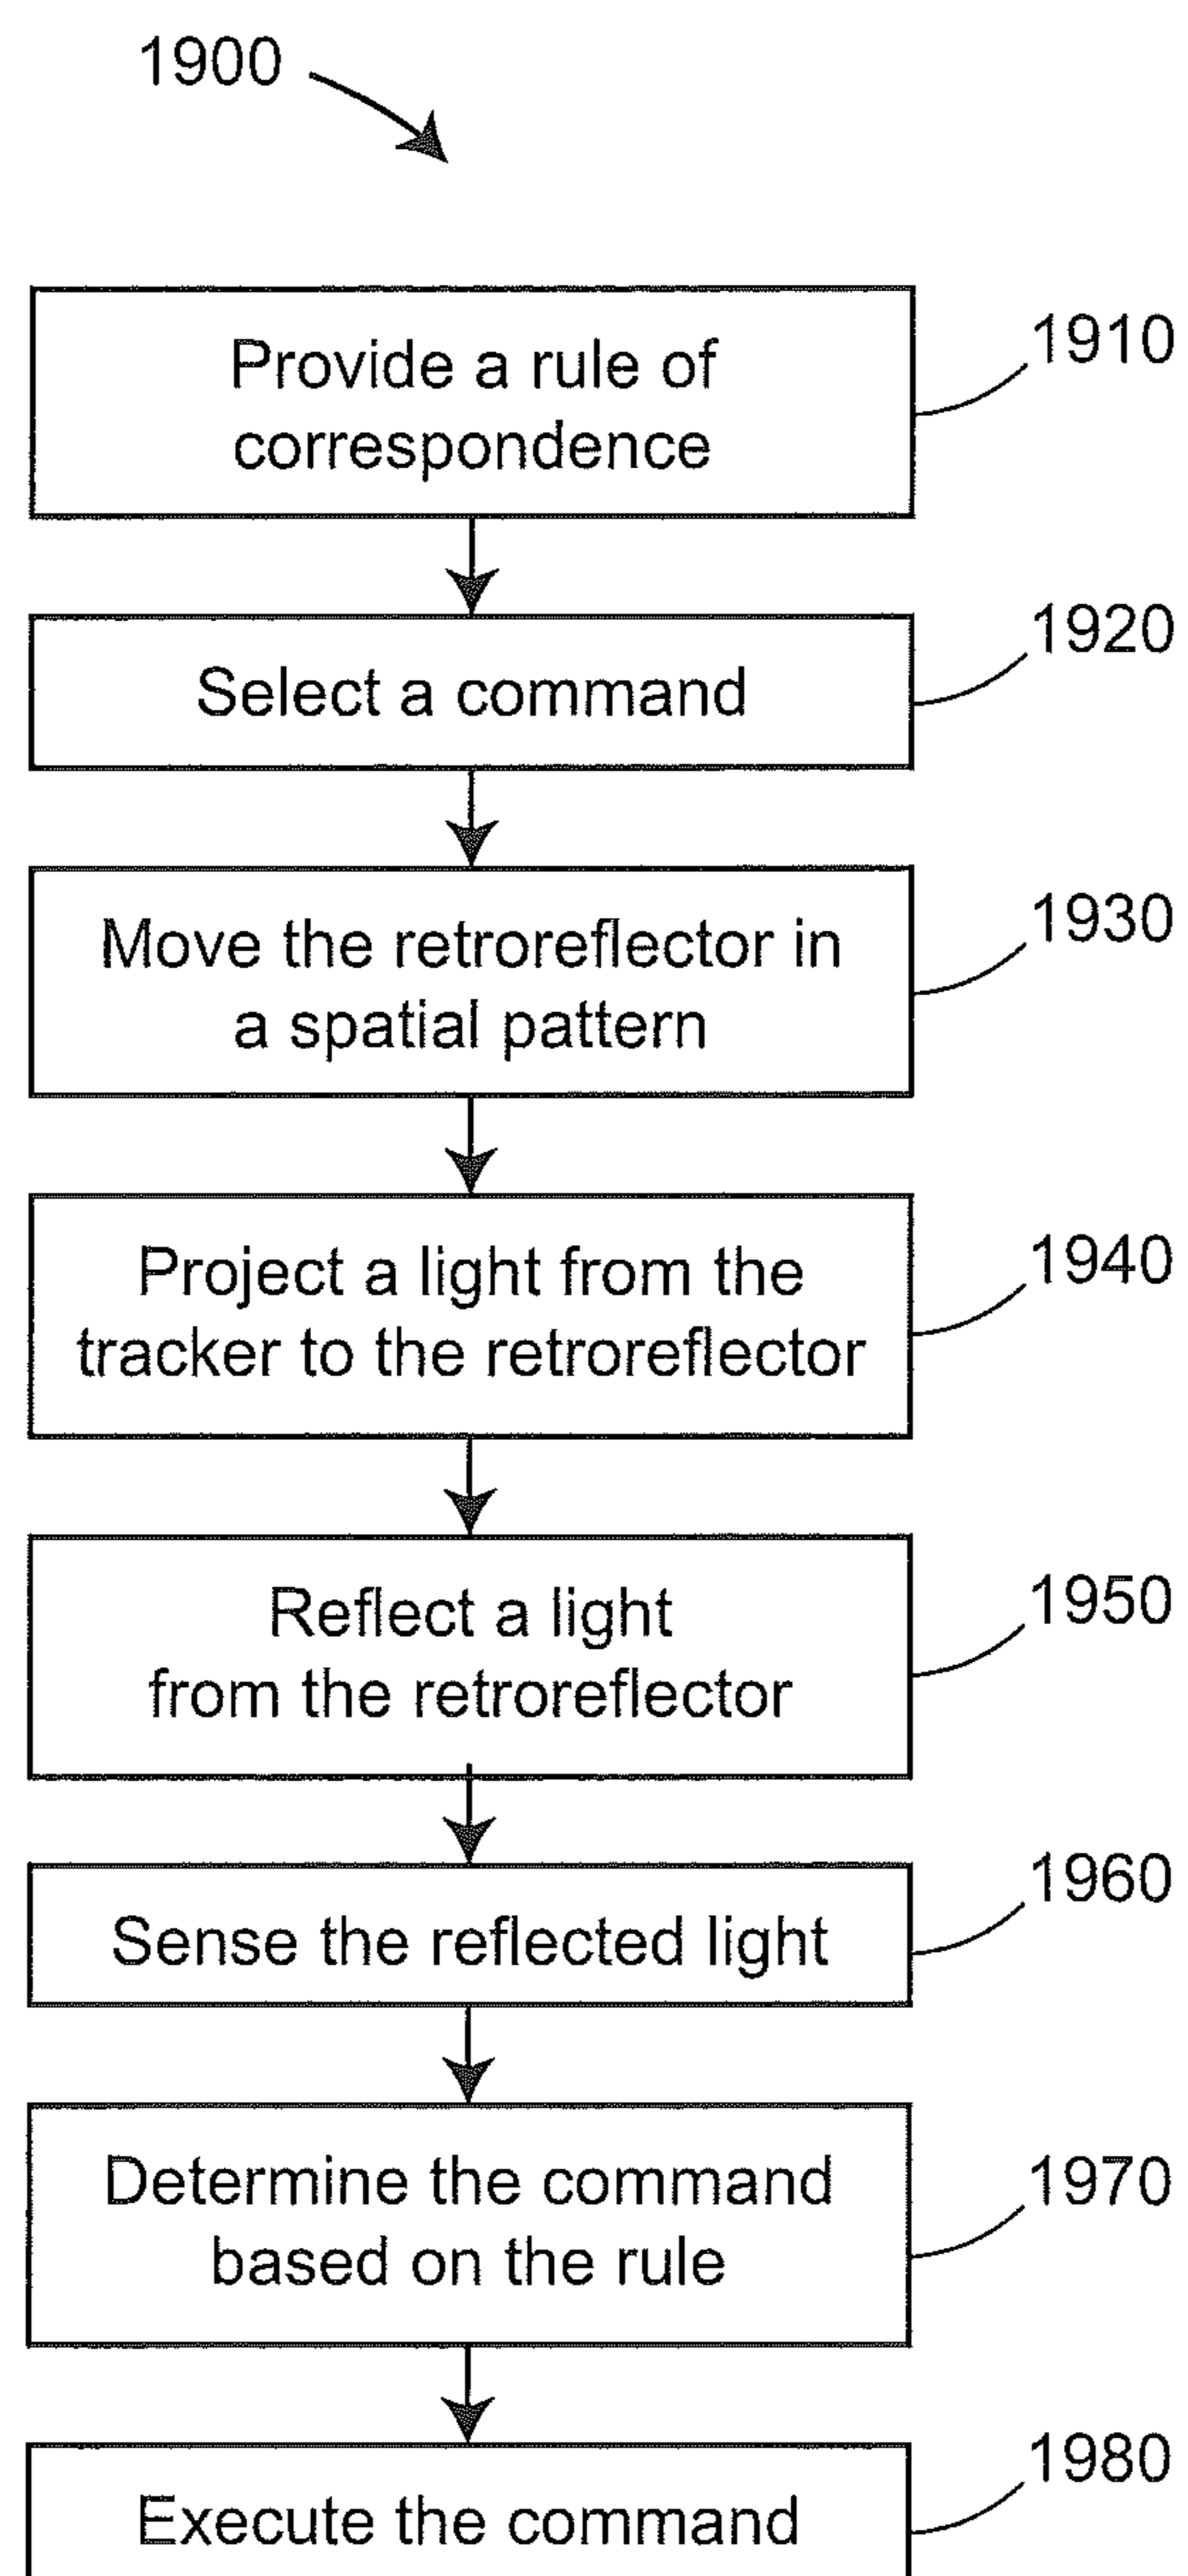 1900
Provide a rule of
correspondence
1910
Select a command
1920
Move the retroreflector in
a spatial pattern
1930
Project a light from the
tracker to the retroreflector
1940
Reflect a light
from the retroreflector
1950
Sense the reflected light
1960
Determine the command
based on the rule
1970
Execute the command
1980